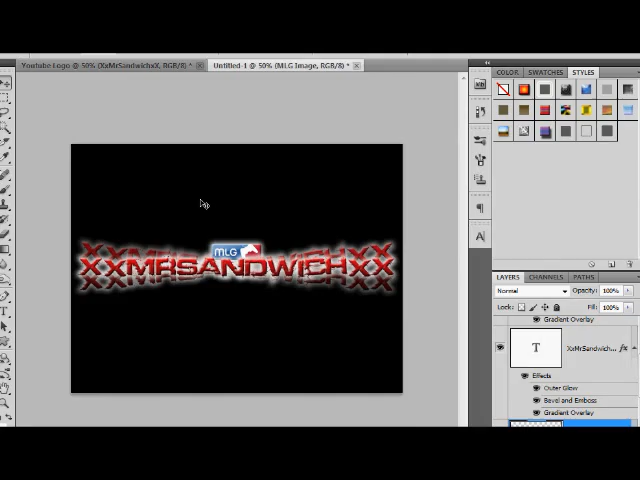 Youtube Logo @ 50% (XxMrSandwichxX, RGB/8) *
Untitled-1 @ 50% (MLG Image, RGB/8) *
COLOR SWATCHES STYLES
MLG
XXMRSANDWICHXX
LAYERS CHANNELS PATHS
Normal Opacity: 100%
Lock: Fill: 100%
Gradient Overlay
T XxMrSandwich... fx
Effects
Outer Glow
Bevel and Emboss
Gradient Overlay